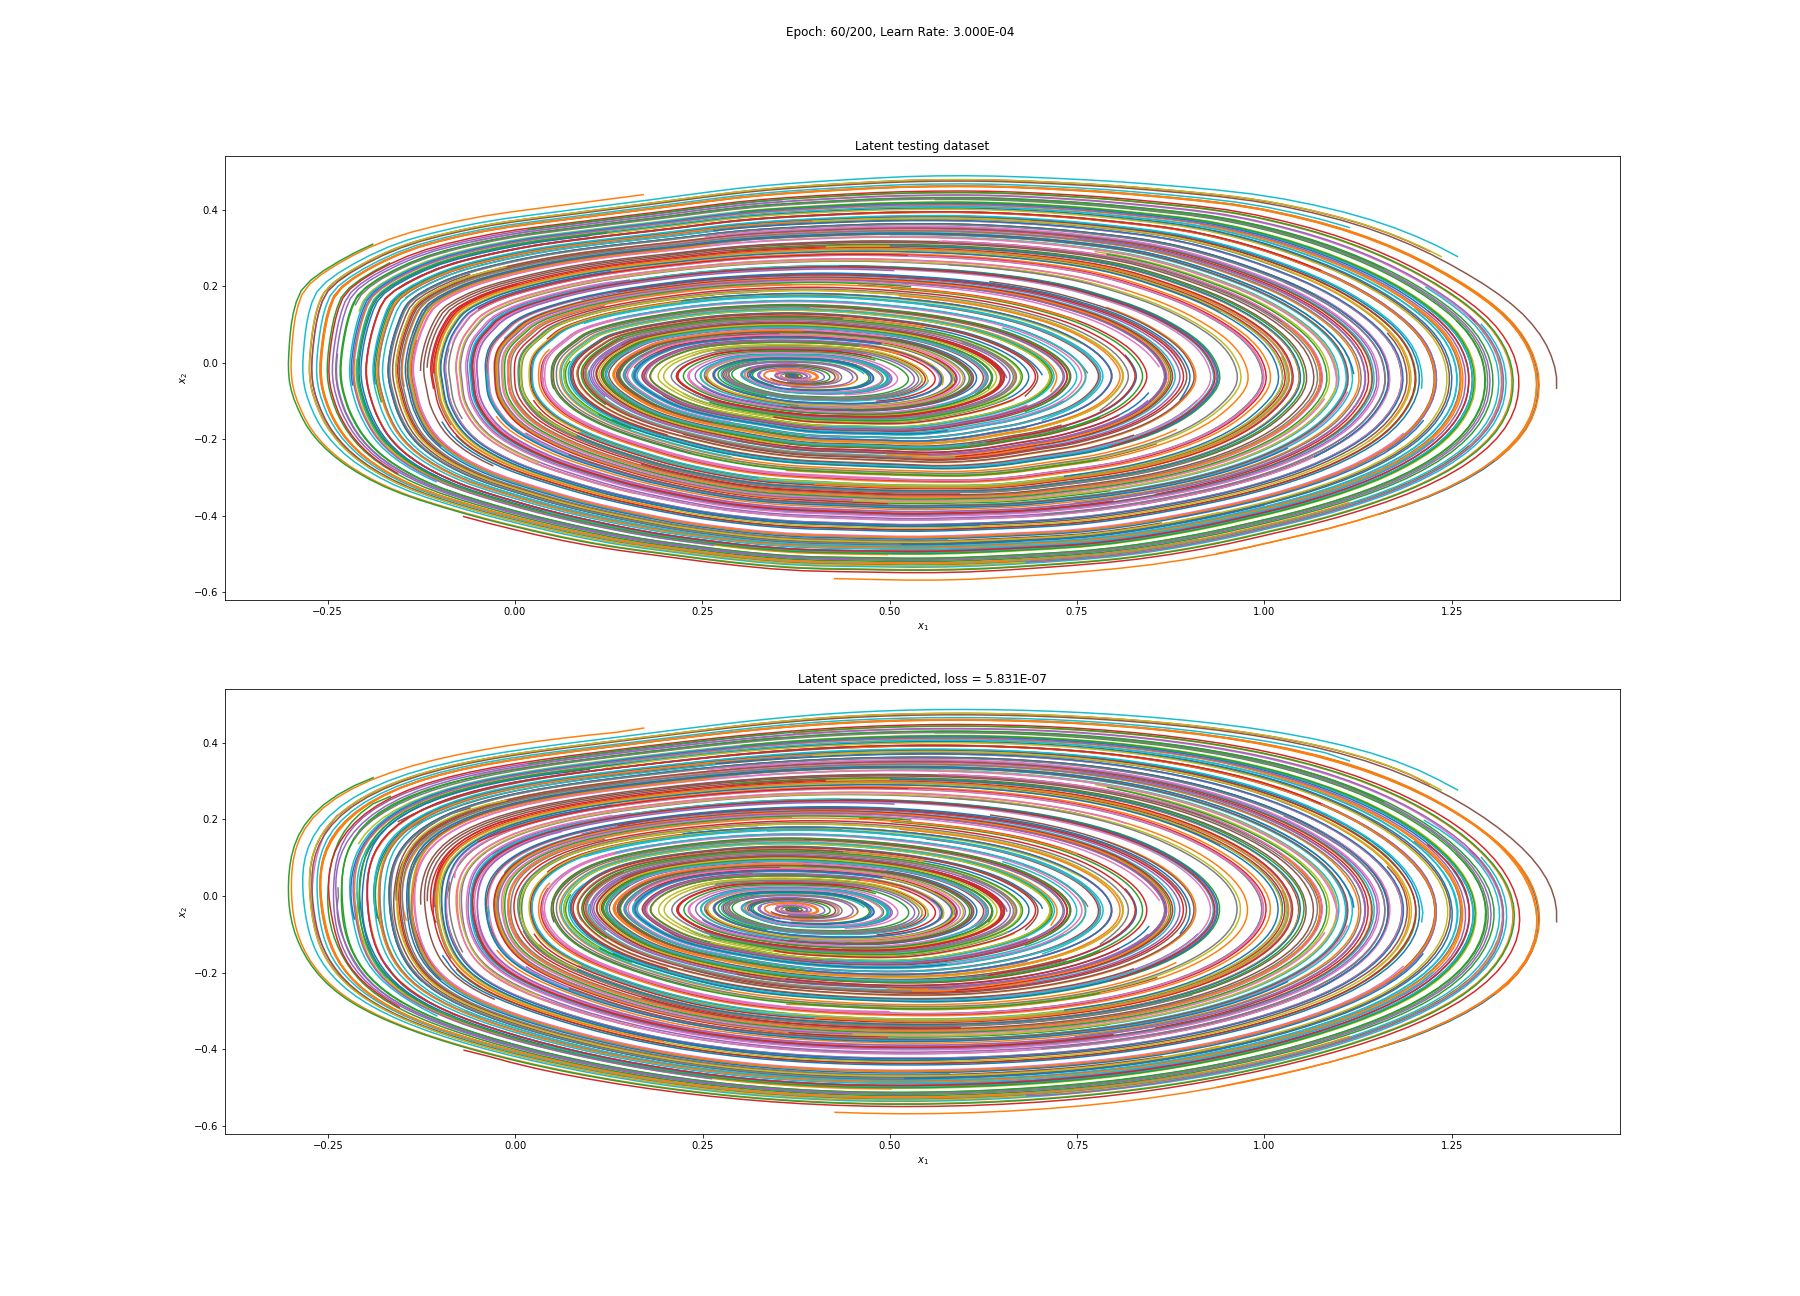 Epoch: 60/200, Learn Rate: 3.000E-04
Latent testing dataset
0.4
0.2
0.0
−0.2
−0.4
−0.6
x₂
−0.25 0.00 0.25 0.50 0.75 1.00 1.25
x₁
Latent space predicted, loss = 5.831E-07
0.4
0.2
0.0
−0.2
−0.4
−0.6
x₂
−0.25 0.00 0.25 0.50 0.75 1.00 1.25
x₁